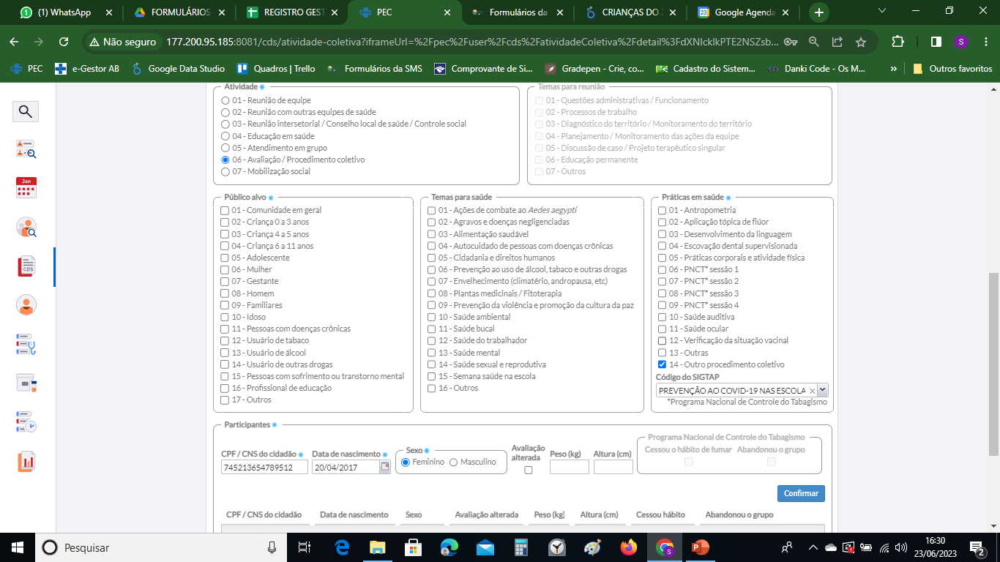 (1) WhatsApp
FORMULÁRIOS
REGISTRO GEST
PEC
Formulários da
CRIANÇAS DO
Google Agenda
Não seguro
177.200.95.185:8081/cds/atividade-coletiva?iframeUrl=%2Fpec%2Fuser%2Fcds%2FatividadeColetiva%2Fdetail%3FdXNlcklkPTE2NSZsb...
PEC
e-Gestor AB
Google Data Studio
Quadros | Trello
Formulários da SMS
Comprovante de Si...
Gradepen - Crie, co...
Cadastro do Sistem...
Danki Code - Os M...
»
Outros favoritos
Jan
CDS
Atividade *
01 - Reunião de equipe
02 - Reunião com outras equipes de saúde
03 - Reunião intersetorial / Conselho local de saúde / Controle social
04 - Educação em saúde
05 - Atendimento em grupo
06 - Avaliação / Procedimento coletivo
07 - Mobilização social
Temas para reunião
01 - Questões administrativas / Funcionamento
02 - Processos de trabalho
03 - Diagnóstico do território / Monitoramento do território
04 - Planejamento / Monitoramento das ações da equipe
05 - Discussão de caso / Projeto terapêutico singular
06 - Educação permanente
07 - Outros
Público alvo *
01 - Comunidade em geral
02 - Criança 0 a 3 anos
03 - Criança 4 a 5 anos
04 - Criança 6 a 11 anos
05 - Adolescente
06 - Mulher
07 - Gestante
08 - Homem
09 - Familiares
10 - Idoso
11 - Pessoas com doenças crônicas
12 - Usuário de tabaco
13 - Usuário de álcool
14 - Usuário de outras drogas
15 - Pessoas com sofrimento ou transtorno mental
16 - Profissional de educação
17 - Outros
Temas para saúde
01 - Ações de combate ao Aedes aegypti
02 - Agravos e doenças negligenciadas
03 - Alimentação saudável
04 - Autocuidado de pessoas com doenças crônicas
05 - Cidadania e direitos humanos
06 - Prevenção ao uso de álcool, tabaco e outras drogas
07 - Envelhecimento (climatério, andropausa, etc)
08 - Plantas medicinais / Fitoterapia
09 - Prevenção da violência e promoção da cultura da paz
10 - Saúde ambiental
11 - Saúde bucal
12 - Saúde do trabalhador
13 - Saúde mental
14 - Saúde sexual e reprodutiva
15 - Semana saúde na escola
16 - Outros
Práticas em saúde *
01 - Antropometria
02 - Aplicação tópica de flúor
03 - Desenvolvimento da linguagem
04 - Escovação dental supervisionada
05 - Práticas corporais e atividade física
06 - PNCT* sessão 1
07 - PNCT* sessão 2
08 - PNCT* sessão 3
09 - PNCT* sessão 4
10 - Saúde auditiva
11 - Saúde ocular
12 - Verificação da situação vacinal
13 - Outras
14 - Outro procedimento coletivo
Código do SIGTAP
PREVENÇÃO AO COVID-19 NAS ESCOLA
*Programa Nacional de Controle do Tabagismo
Participantes *
CPF / CNS do cidadão *
745213654789512
Data de nascimento *
20/04/2017
Sexo *
Feminino
Masculino
Avaliação alterada
Peso (kg)
Altura (cm)
Programa Nacional de Controle do Tabagismo
Cessou o hábito de fumar
Abandonou o grupo
Confirmar
CPF / CNS do cidadão
Data de nascimento
Sexo
Avaliação alterada
Peso (kg)
Altura (cm)
Cessou hábito
Abandonou o grupo
Pesquisar
16:30
23/06/2023
2